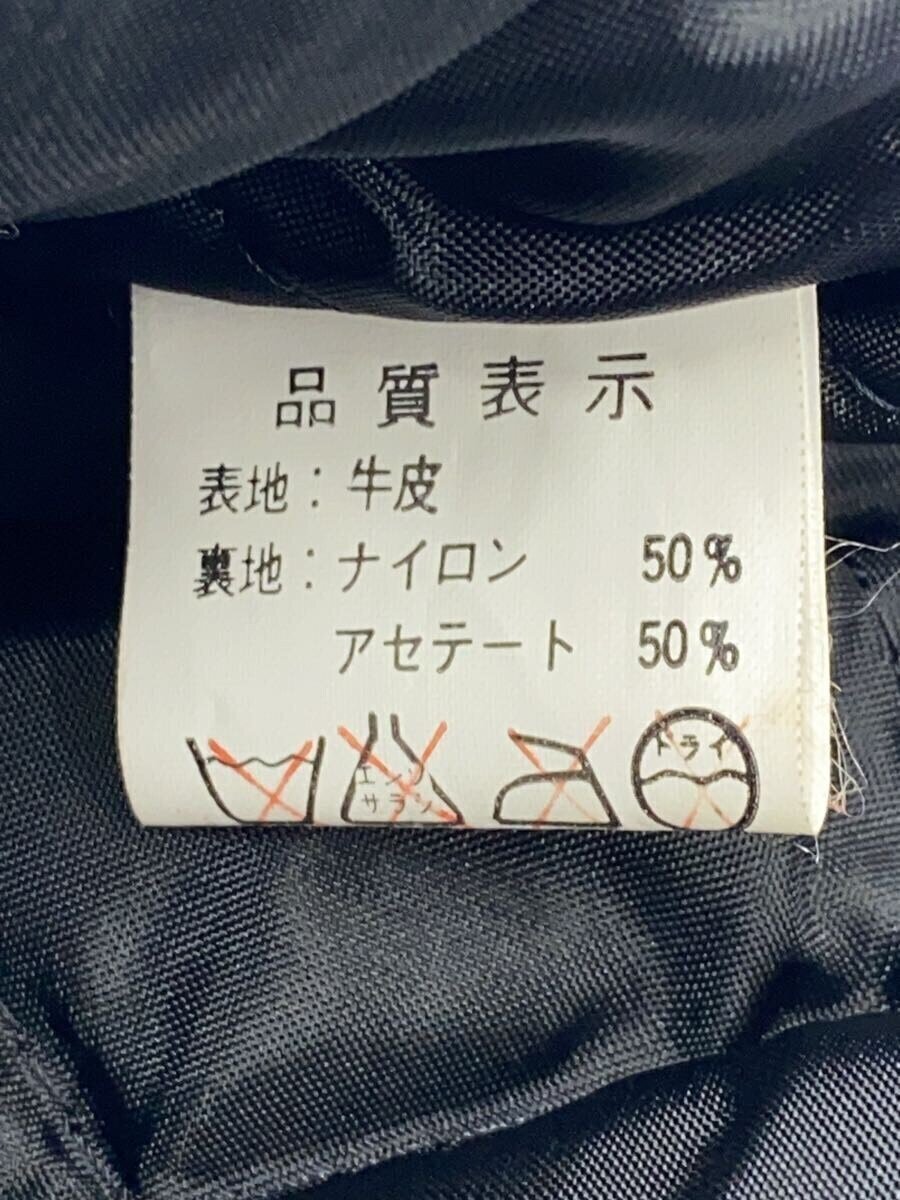 品質表示
表地：牛皮
裏地：ナイロン 50%
アセテート 50%
エンソ
サラシ
ドライ